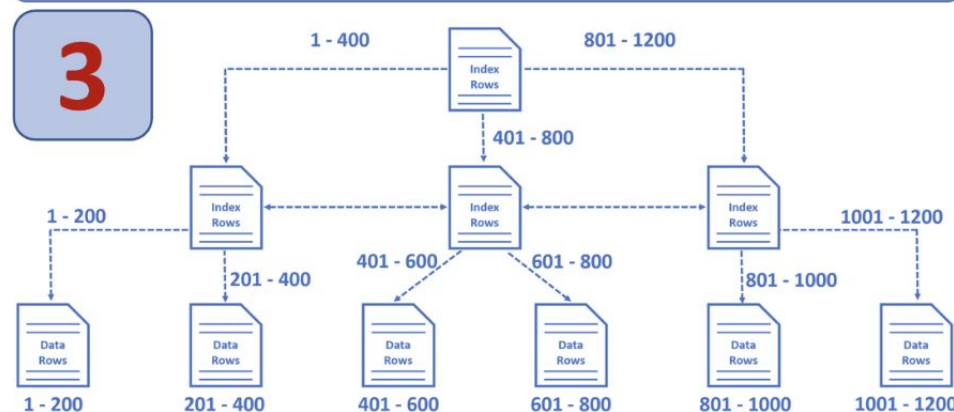 3
1 - 400
801 - 1200
Index
Rows
401 - 800
Index
Rows
Index
Rows
Index
Rows
1 - 200
201 - 400
401 - 600
601 - 800
801 - 1000
1001 - 1200
Data
Rows
Data
Rows
Data
Rows
Data
Rows
Data
Rows
Data
Rows
1 - 200
201 - 400
401 - 600
601 - 800
801 - 1000
1001 - 1200